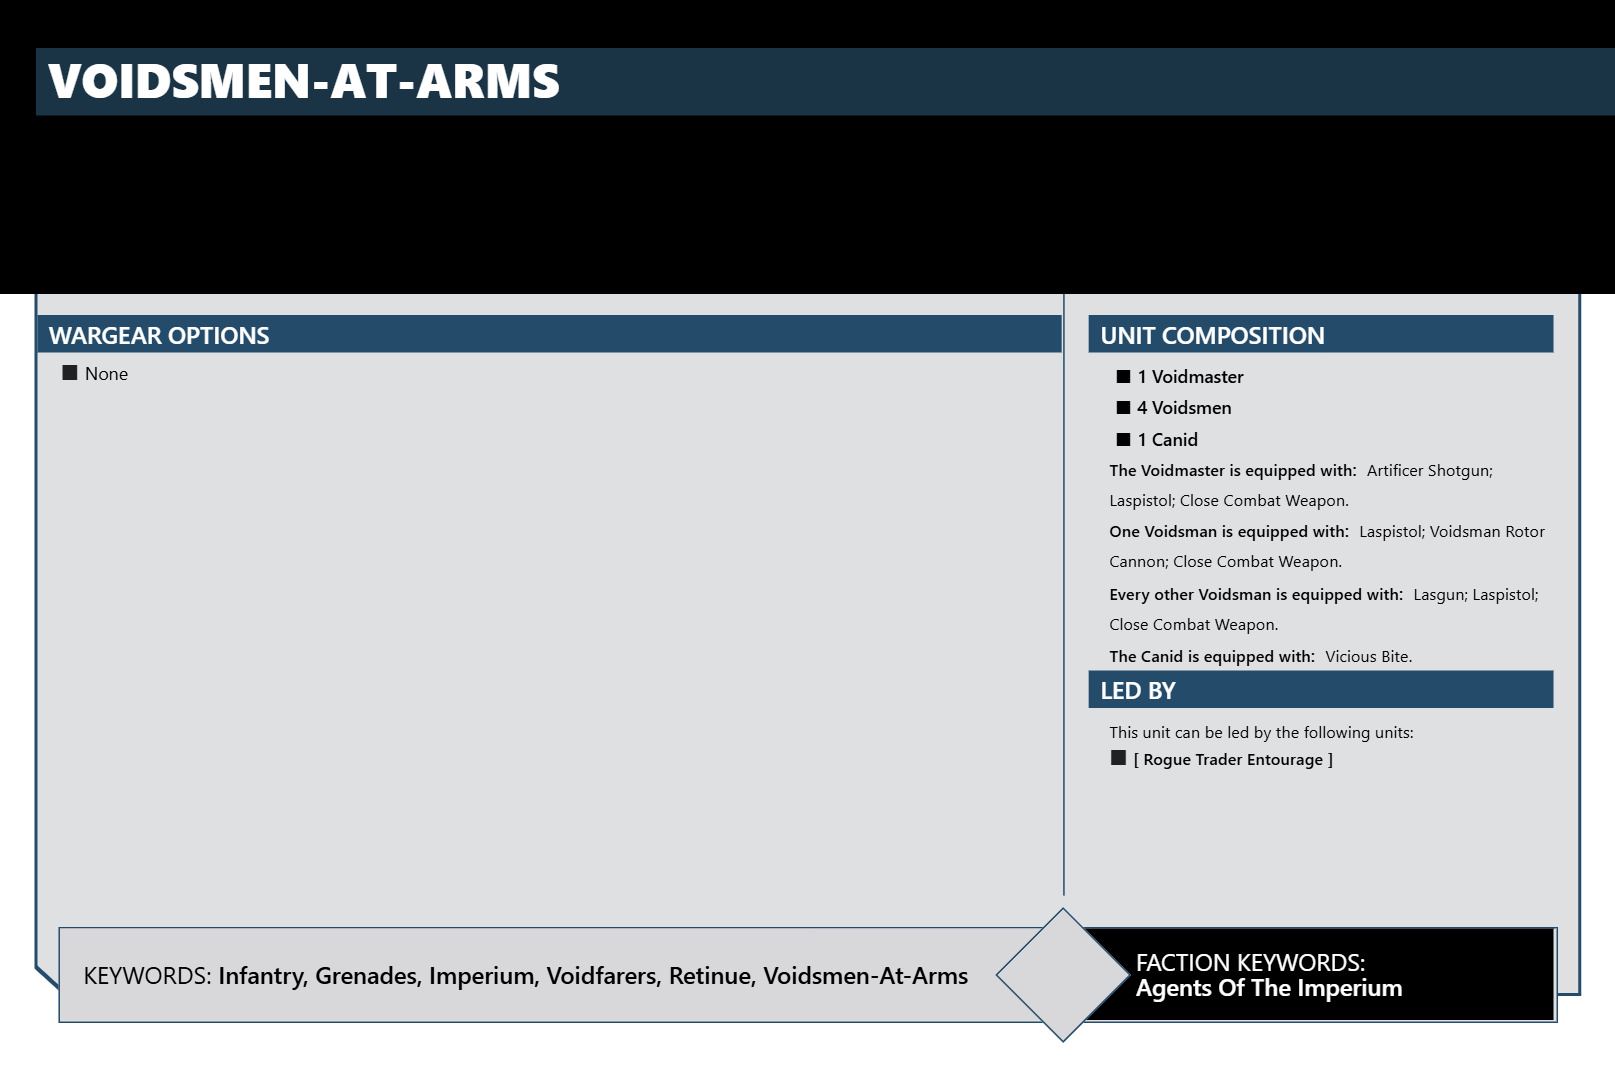 VOIDSMEN-AT-ARMS
WARGEAR OPTIONS
■ None
UNIT COMPOSITION
■ 1 Voidmaster
■ 4 Voidsmen
■ 1 Canid
The Voidmaster is equipped with: Artificer Shotgun;
Laspistol; Close Combat Weapon.
One Voidsman is equipped with: Laspistol; Voidsman Rotor
Cannon; Close Combat Weapon.
Every other Voidsman is equipped with: Lasgun; Laspistol;
Close Combat Weapon.
The Canid is equipped with: Vicious Bite.
LED BY
This unit can be led by the following units:
■ [ Rogue Trader Entourage ]
KEYWORDS: Infantry, Grenades, Imperium, Voidfarers, Retinue, Voidsmen-At-Arms
FACTION KEYWORDS:
Agents Of The Imperium